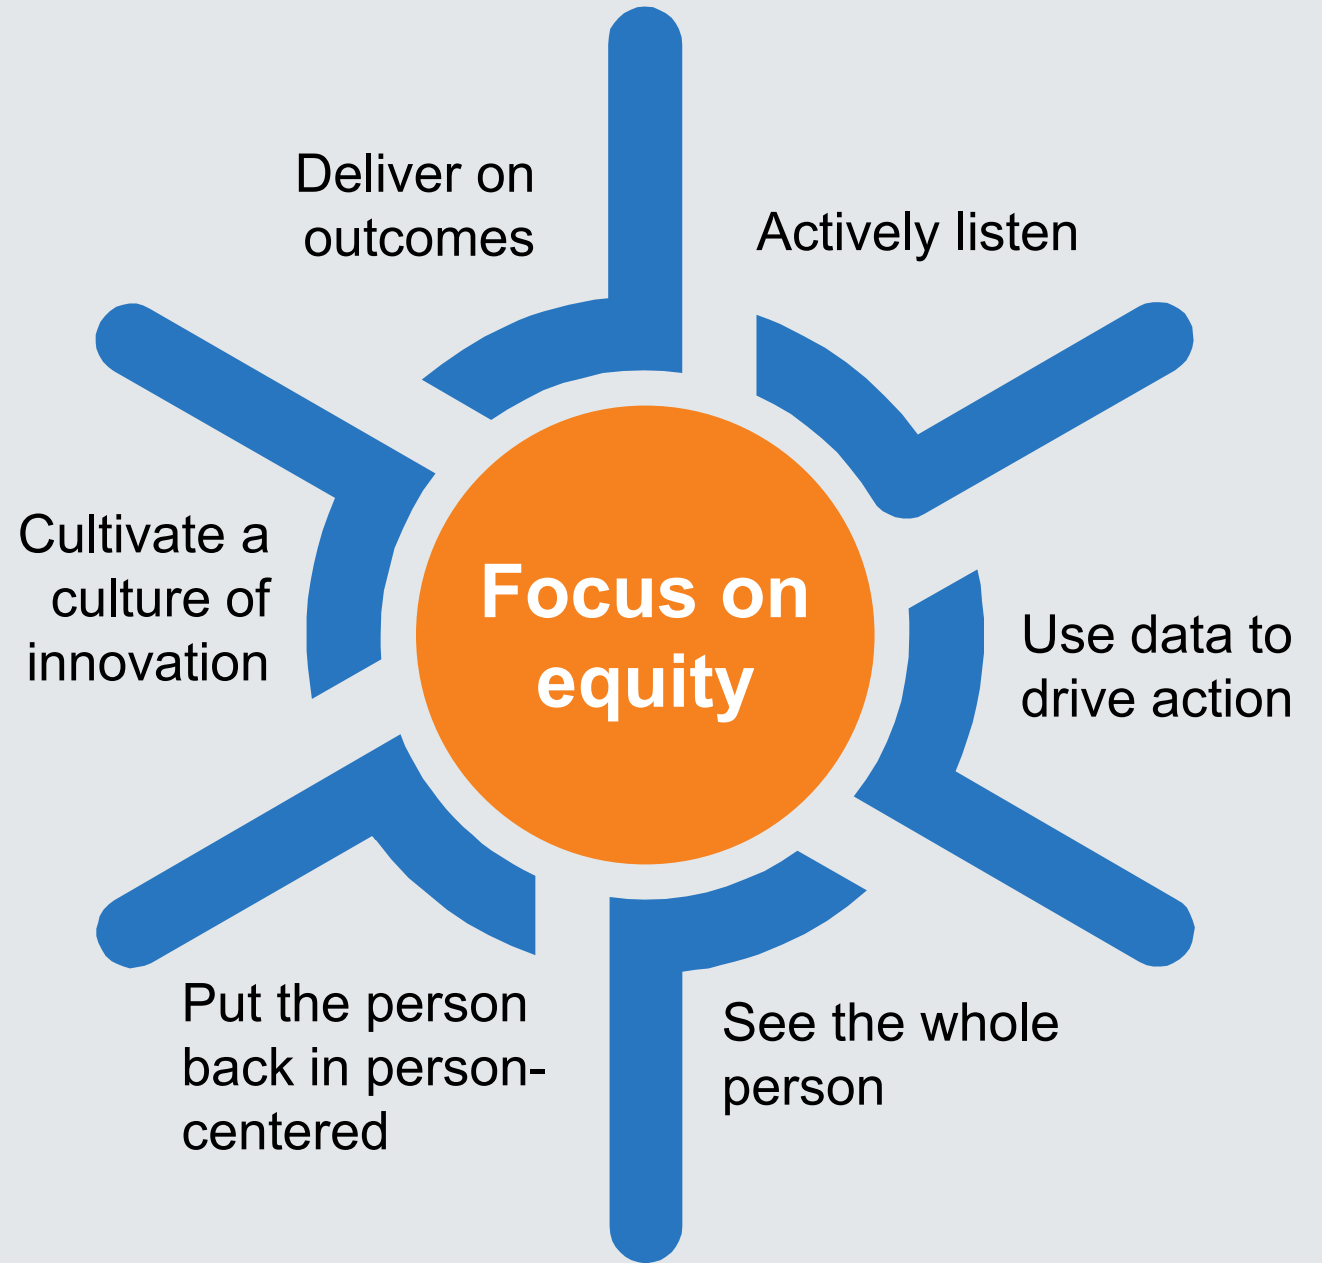 Deliver on
outcomes
Actively listen
Cultivate a
culture of
innovation
Focus on
equity
Use data to
drive action
Put the person
back in person-
centered
See the whole
person